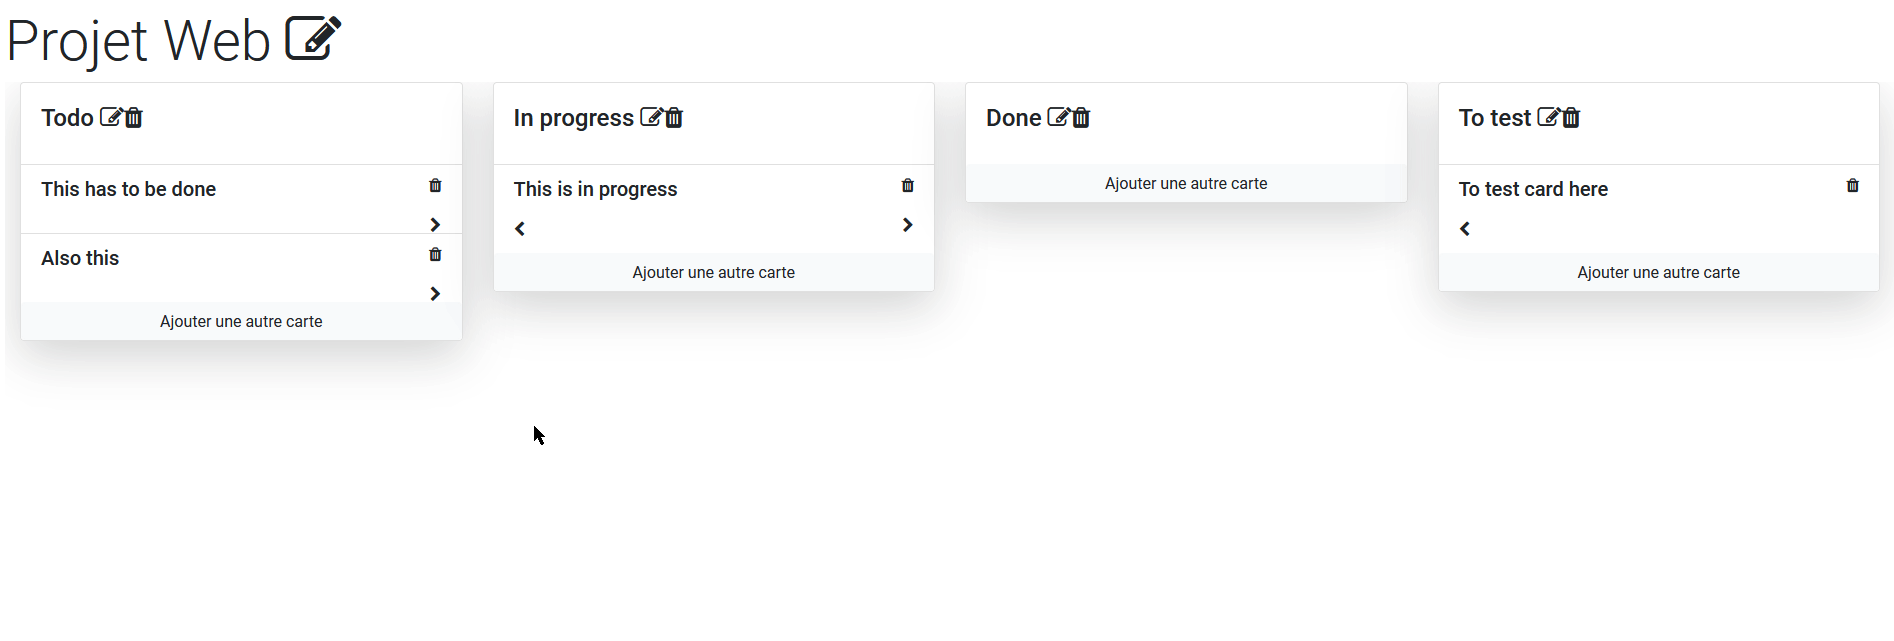 Projet Web
Todo
This has to be done
Also this
Ajouter une autre carte
In progress
This is in progress
Ajouter une autre carte
Done
Ajouter une autre carte
To test
To test card here
Ajouter une autre carte